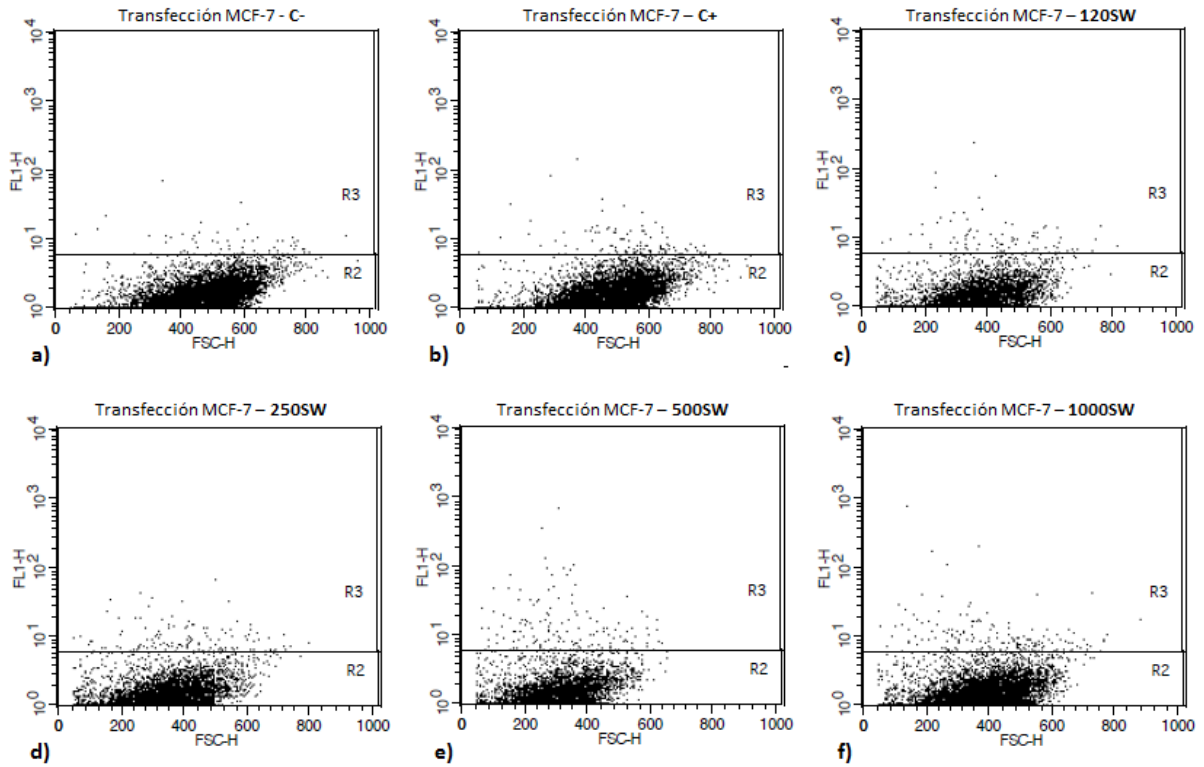 Transfección MCF-7 - C-
10^4
10^3
10^2
10^1
10^0
FL1-H
R3
R2
0 200 400 600 800 1000
FSC-H
a)
Transfección MCF-7 – C+
10^4
10^3
10^2
10^1
10^0
FL1-H
R3
R2
0 200 400 600 800 1000
FSC-H
b)
Transfección MCF-7 – 120SW
10^4
10^3
10^2
10^1
10^0
FL1-H
R3
R2
0 200 400 600 800 1000
FSC-H
c)
Transfección MCF-7 – 250SW
10^4
10^3
10^2
10^1
10^0
FL1-H
R3
R2
0 200 400 600 800 1000
FSC-H
d)
Transfección MCF-7 – 500SW
10^4
10^3
10^2
10^1
10^0
FL1-H
R3
R2
0 200 400 600 800 1000
FSC-H
e)
Transfección MCF-7 – 1000SW
10^4
10^3
10^2
10^1
10^0
FL1-H
R3
R2
0 200 400 600 800 1000
FSC-H
f)